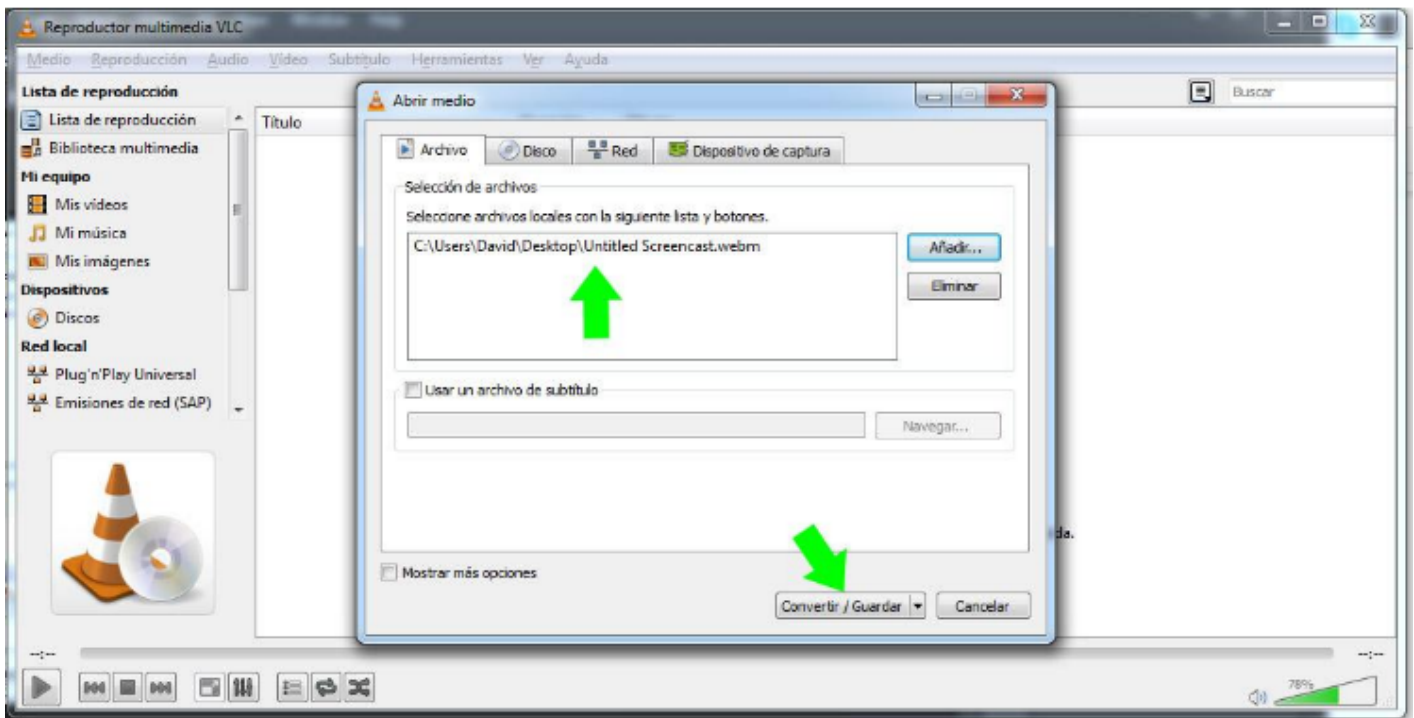 Reproductor multimedia VLC
Medio Reproducción Audio Vídeo Subtítulo Herramientas Ver Ayuda
Lista de reproducción
Buscar
Lista de reproducción
Biblioteca multimedia
Mi equipo
Mis vídeos
Mi música
Mis imágenes
Dispositivos
Discos
Red local
Plug'n'Play Universal
Emisiones de red (SAP)
Título
Abrir medio
Archivo Disco Red Dispositivo de captura
Selección de archivos
Seleccione archivos locales con la siguiente lista y botones.
C:\Users\David\Desktop\Untitled Screencast.webm
Añadir...
Eliminar
Usar un archivo de subtítulo
Navegar...
Mostrar más opciones
Convertir / Guardar Cancelar
da.
--:-- --:--
78%